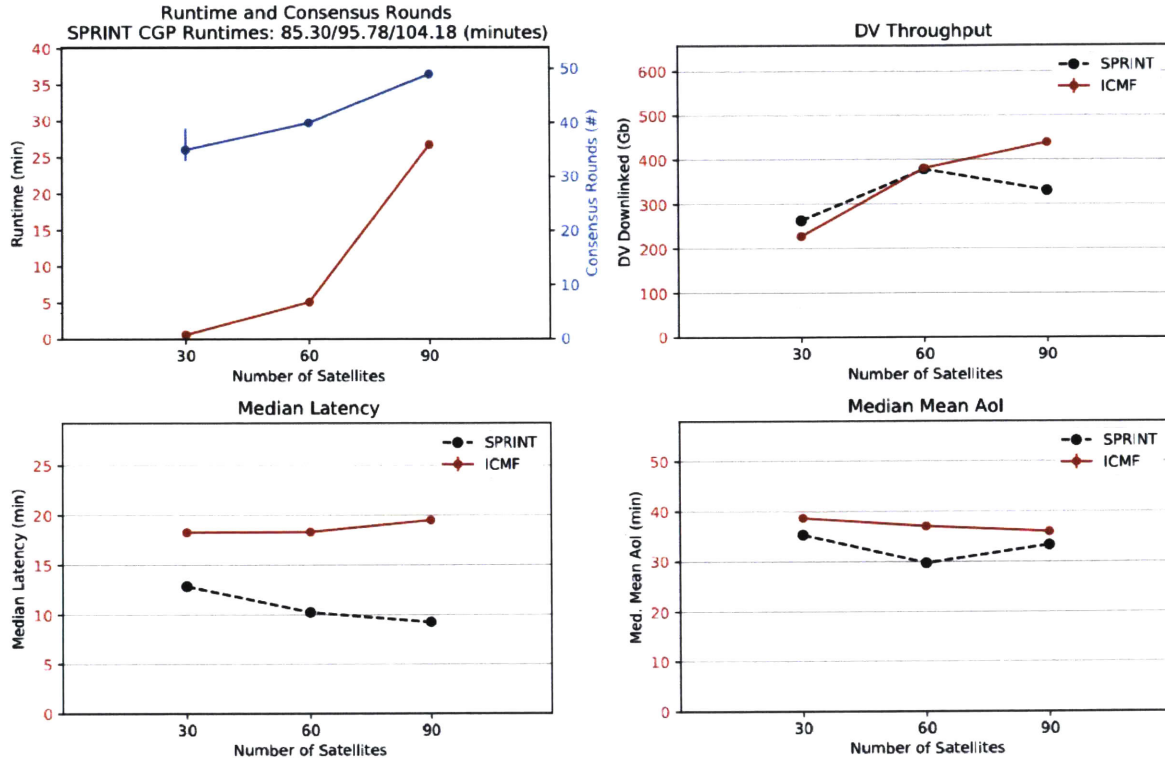 Runtime and Consensus Rounds
SPRINT CGP Runtimes: 85.30/95.78/104.18 (minutes)
40
35
30
25
20
15
10
5
0
Runtime (min)
50
40
30
20
10
0
Consensus Rounds (#)
30
60
90
Number of Satellites
DV Throughput
SPRINT
ICMF
600
500
400
300
200
100
0
DV Downlinked (Gb)
30
60
90
Number of Satellites
Median Latency
SPRINT
ICMF
25
20
15
10
5
0
Median Latency (min)
30
60
90
Number of Satellites
Median Mean AoI
SPRINT
ICMF
50
40
30
20
10
0
Med. Mean AoI (min)
30
60
90
Number of Satellites